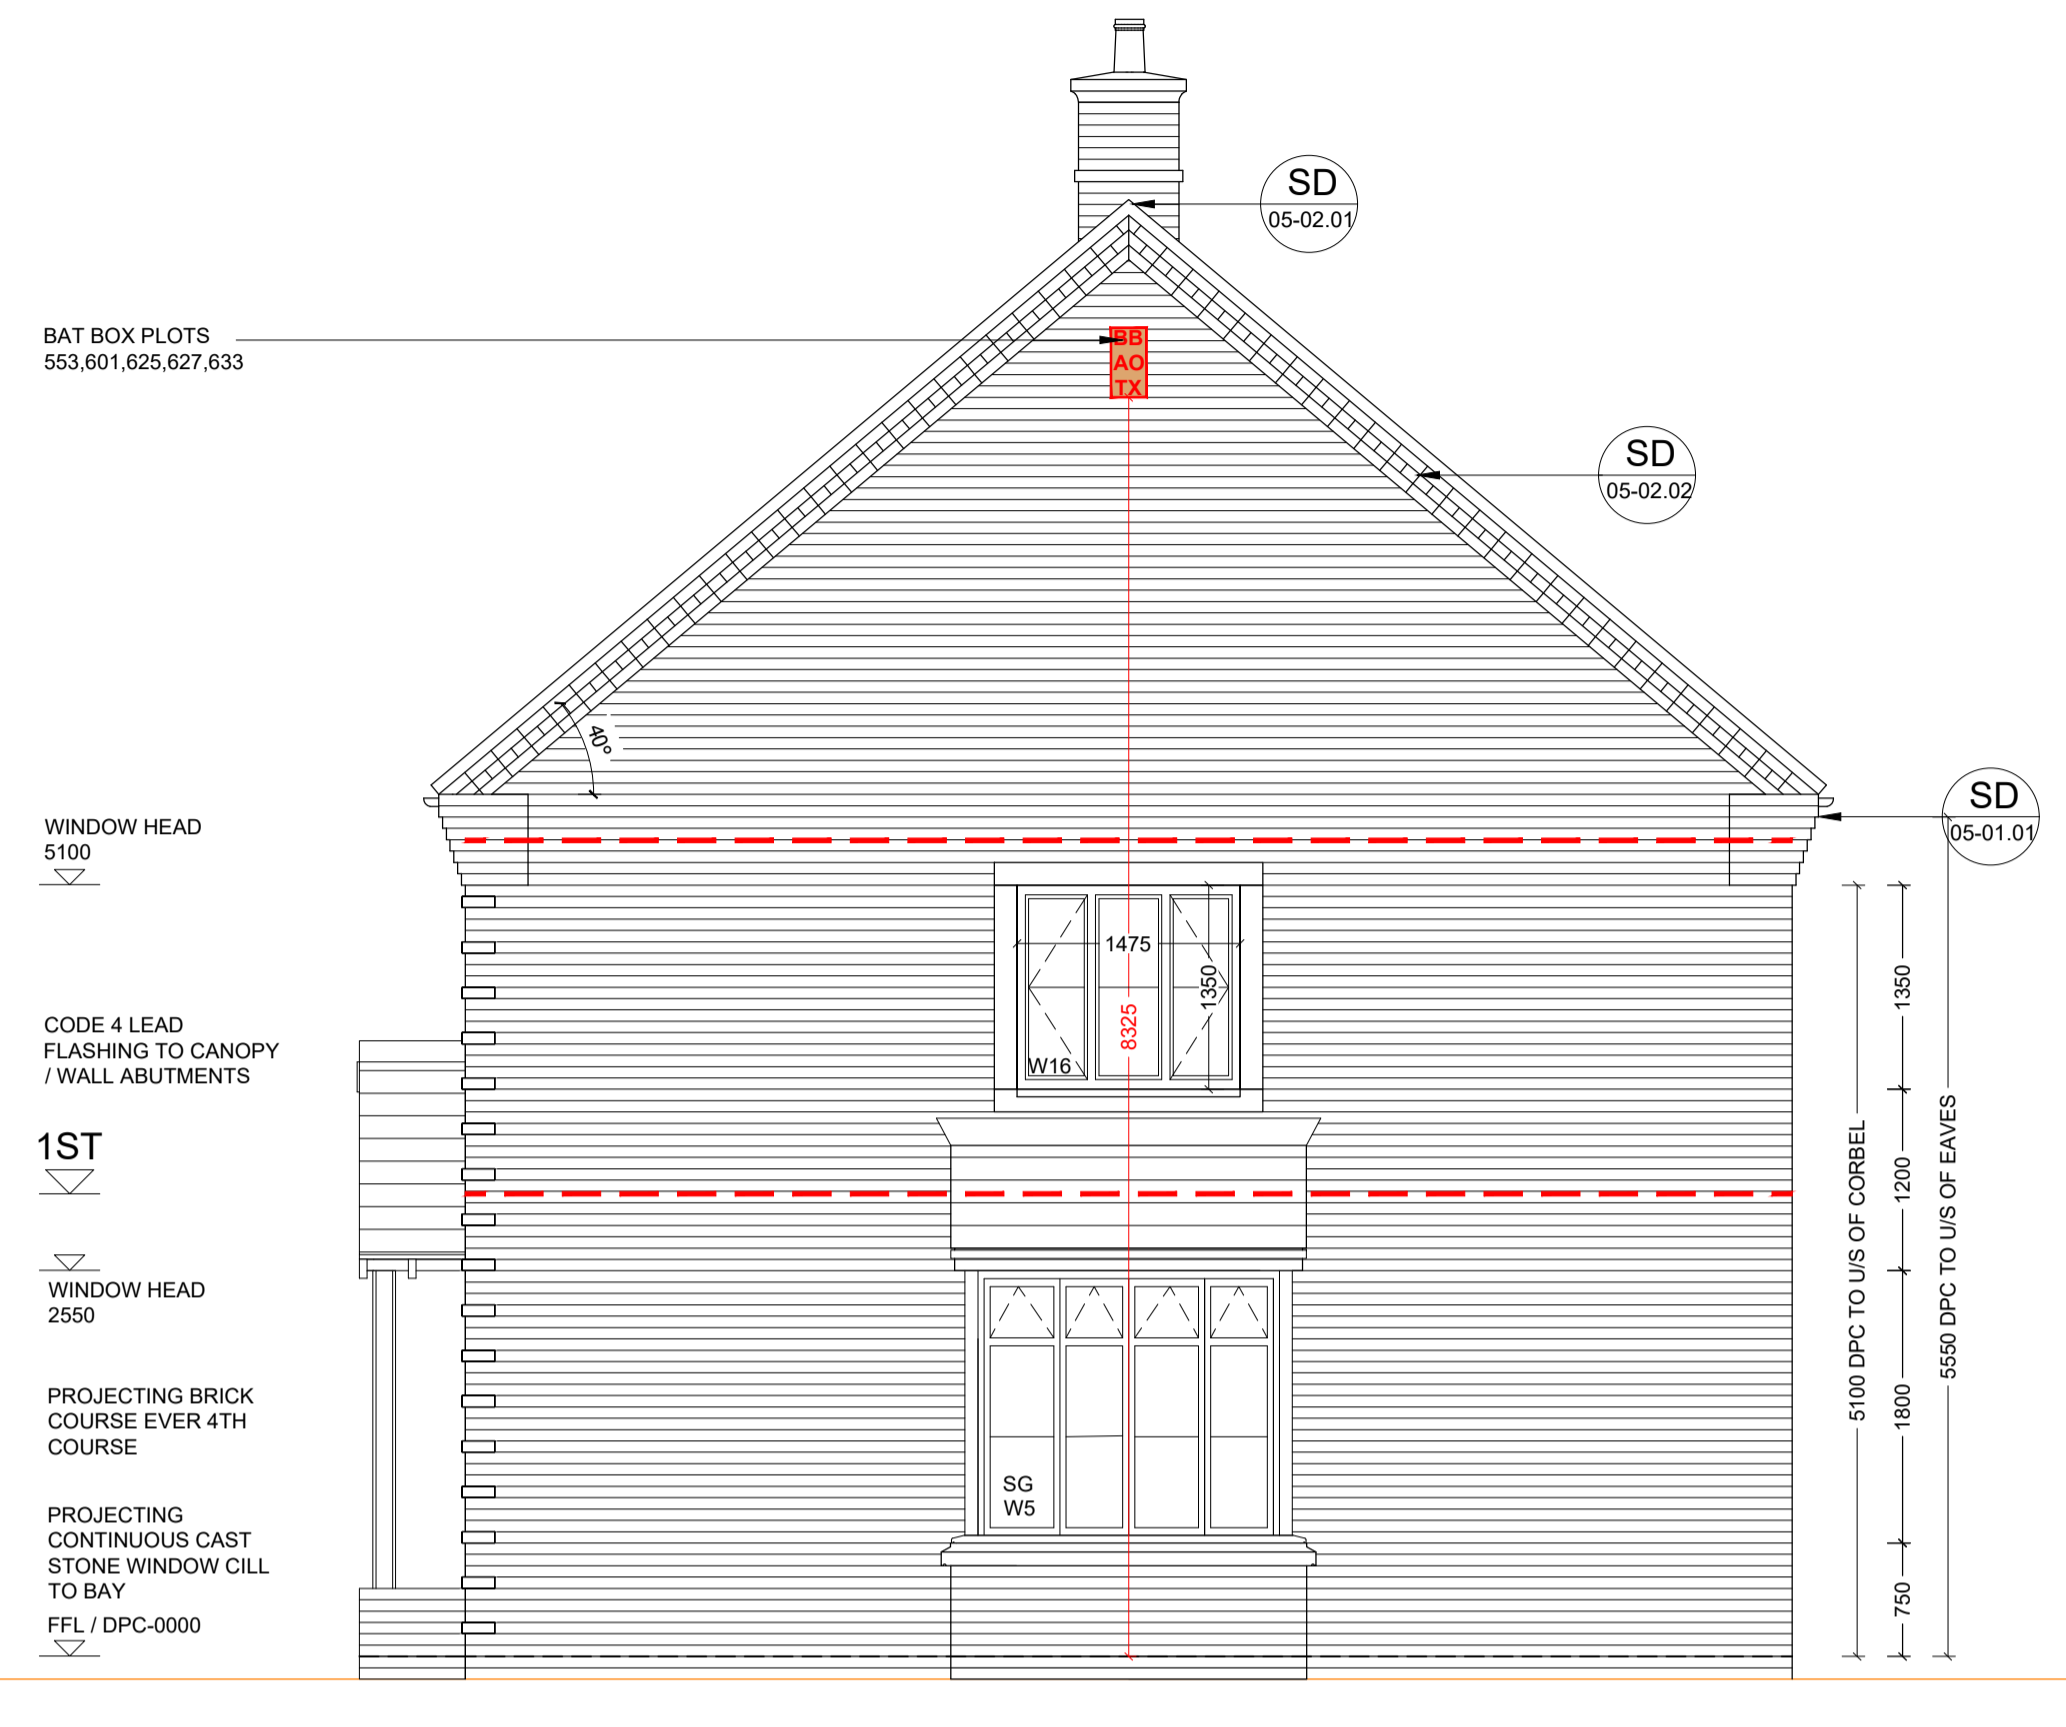 SD
05-02.01
BAT BOX PLOTS
553,601,625,627,633
BB
AO
TX
SD
05-02.02
40°
SD
05-01.01
WINDOW HEAD
5100
1475
1350
8325
W16
1350
CODE 4 LEAD
FLASHING TO CANOPY
/ WALL ABUTMENTS
1ST
1200
5100 DPC TO U/S OF CORBEL
5550 DPC TO U/S OF EAVES
WINDOW HEAD
2550
PROJECTING BRICK
COURSE EVER 4TH
COURSE
1800
SG
W5
PROJECTING
CONTINUOUS CAST
STONE WINDOW CILL
TO BAY
750
FFL / DPC-0000